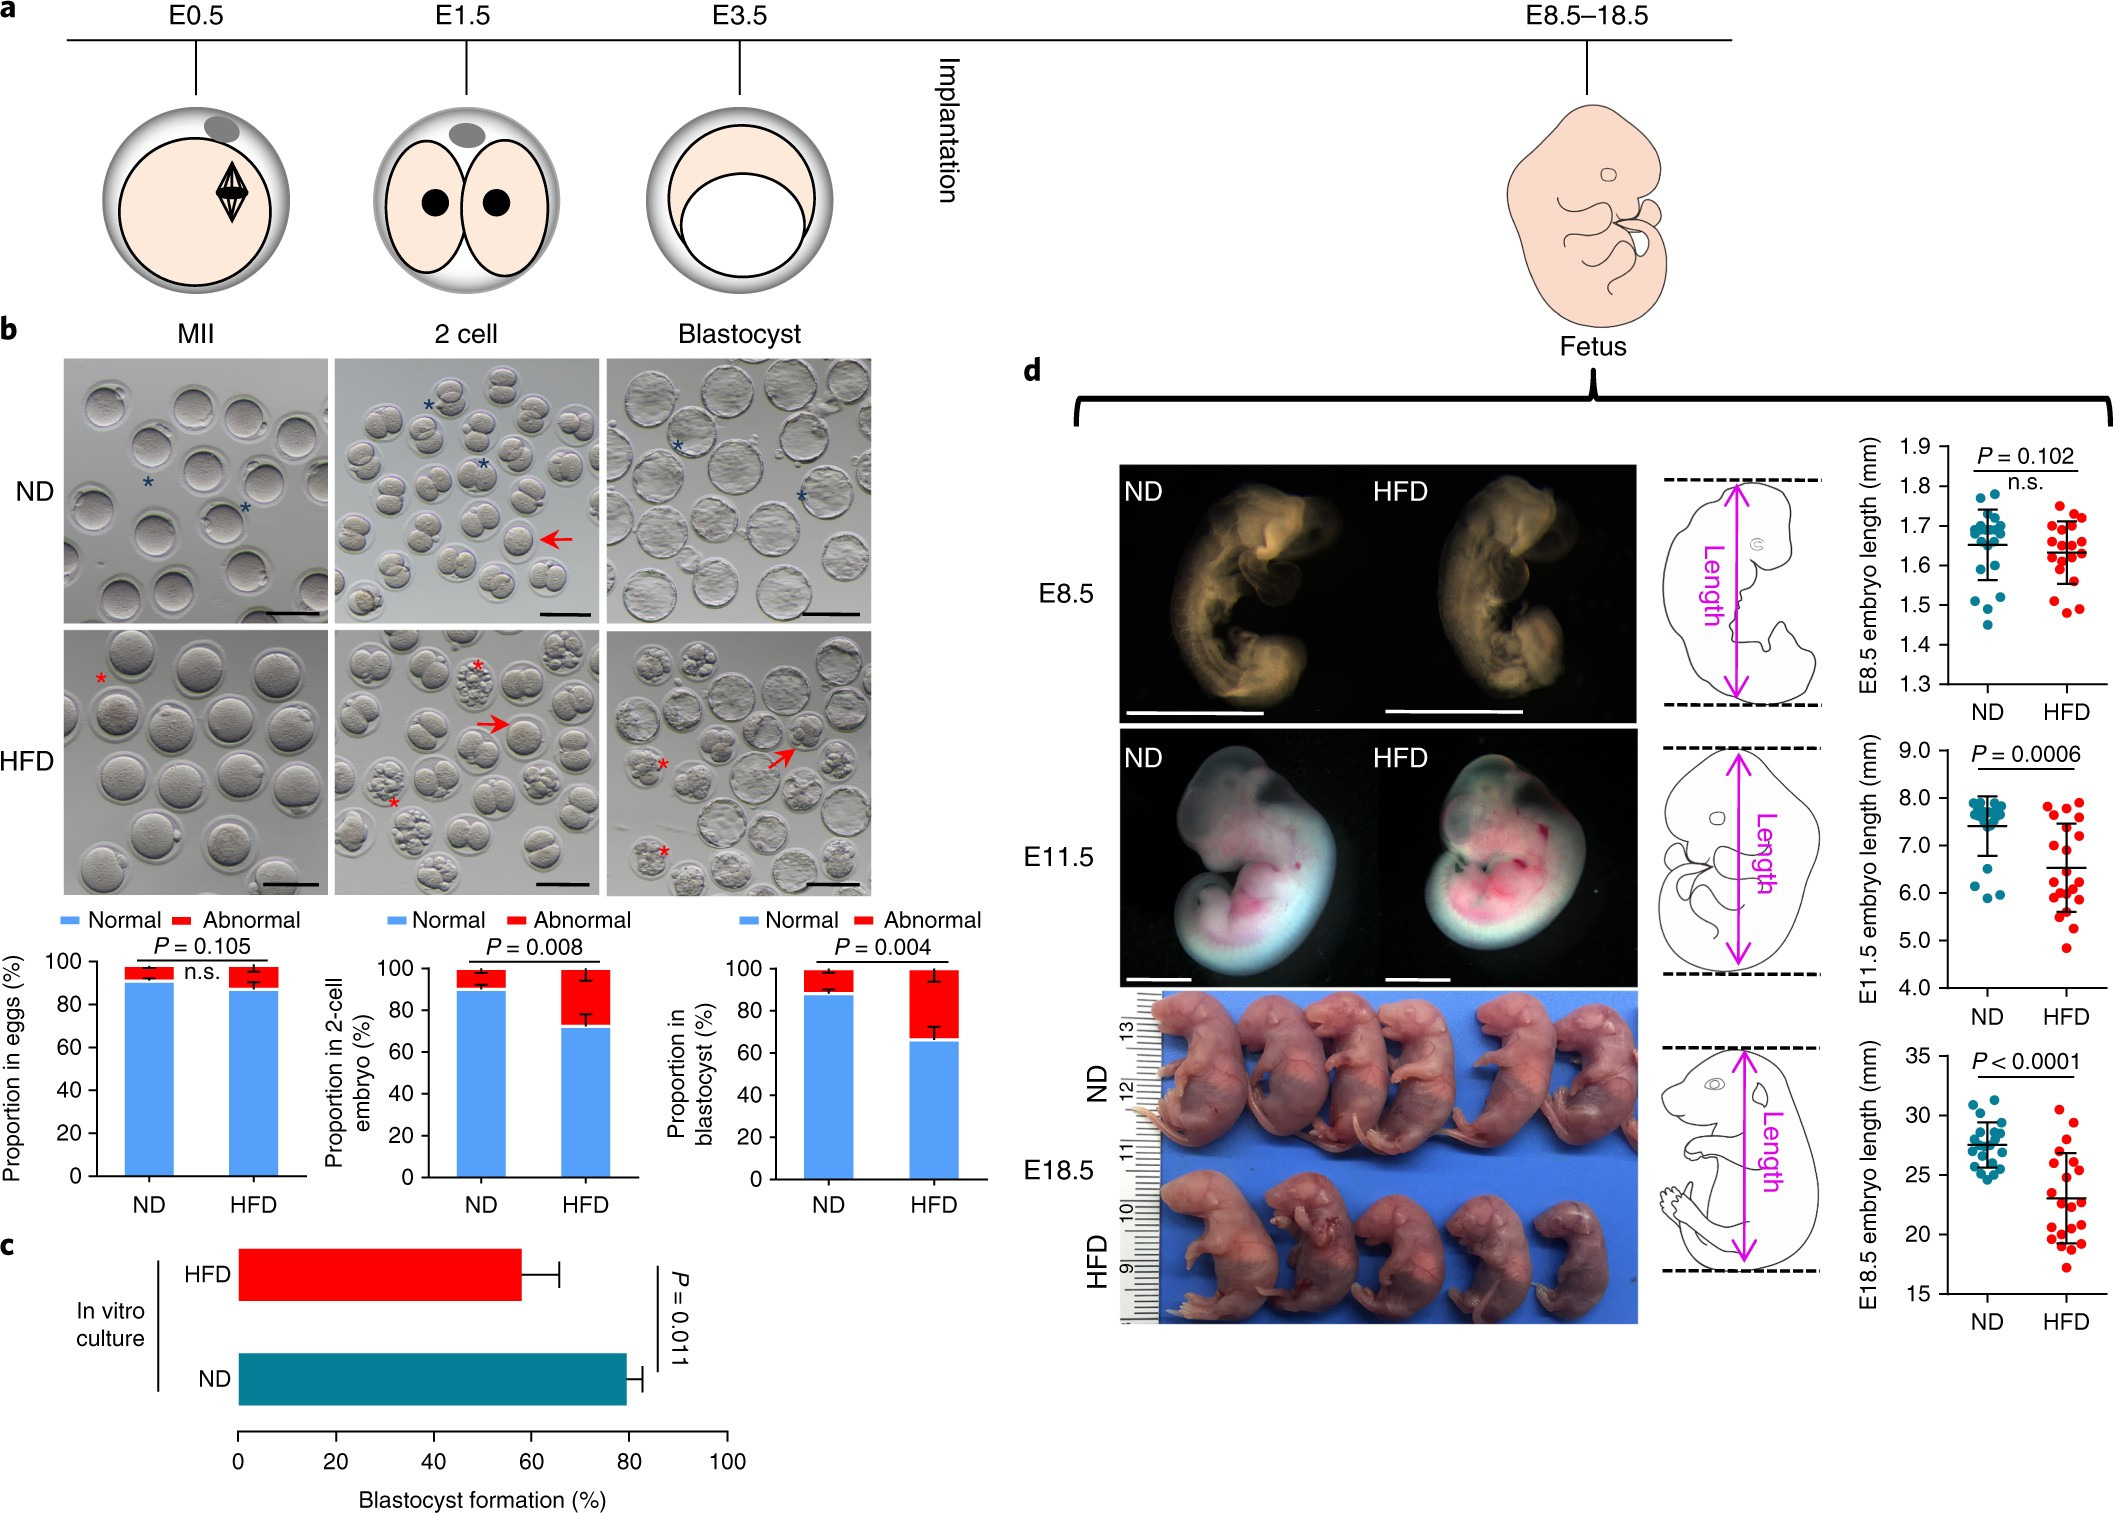 a
E0.5
E1.5
E3.5
E8.5–18.5
Implantation
Fetus
b
MII
2 cell
Blastocyst
ND
*
*
*
*
*
*
HFD
*
*
*
*
*
Normal
Abnormal
P = 0.105
n.s.
Proportion in eggs (%)
100
80
60
40
20
0
ND
HFD
Normal
Abnormal
P = 0.008
Proportion in 2-cell
embryo (%)
100
80
60
40
20
0
ND
HFD
Normal
Abnormal
P = 0.004
Proportion in
blastocyst (%)
100
80
60
40
20
0
ND
HFD
c
In vitro
culture
HFD
ND
P = 0.011
0
20
40
60
80
100
Blastocyst formation (%)
d
E8.5
ND
HFD
Length
E8.5 embryo length (mm)
1.9
1.8
1.7
1.6
1.5
1.4
1.3
P = 0.102
n.s.
ND
HFD
E11.5
ND
HFD
Length
E11.5 embryo length (mm)
9.0
8.0
7.0
6.0
5.0
4.0
P = 0.0006
ND
HFD
E18.5
ND
HFD
13
12
11
10
9
Length
E18.5 embryo length (mm)
35
30
25
20
15
P < 0.0001
ND
HFD